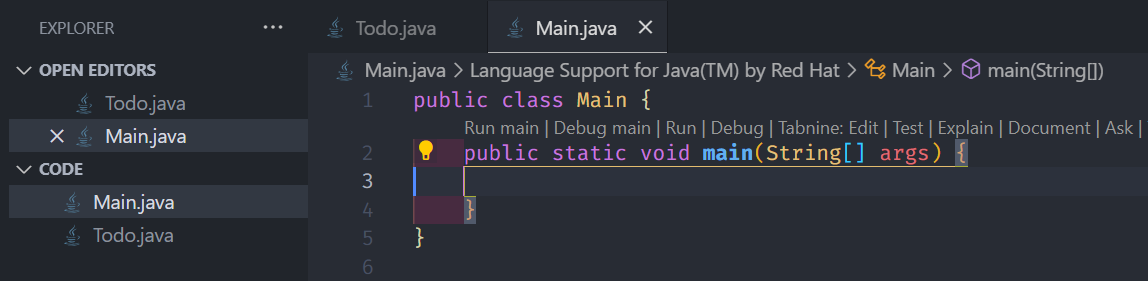 EXPLORER ...
Todo.java Main.java
OPEN EDITORS
Todo.java
Main.java
CODE
Main.java
Todo.java
Main.java > Language Support for Java(TM) by Red Hat > Main > main(String[])
1 public class Main {
Run main | Debug main | Run | Debug | Tabnine: Edit | Test | Explain | Document | Ask |
2 public static void main(String[] args) {
3
4 }
5 }
6